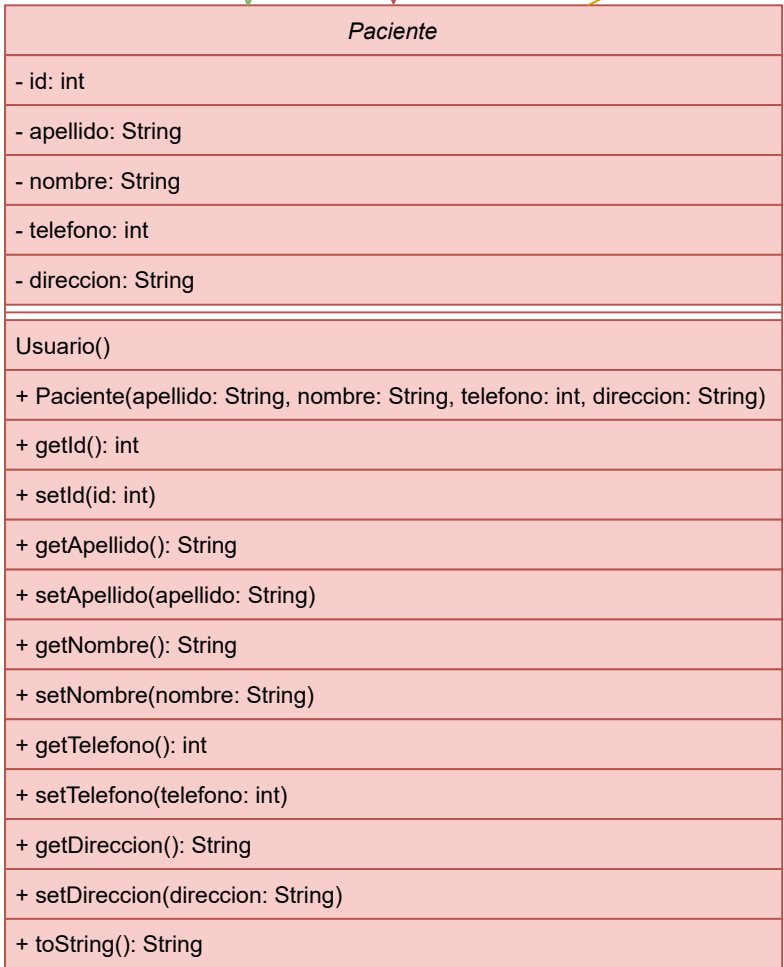 Paciente
- id: int
- apellido: String
- nombre: String
- telefono: int
- direccion: String
Usuario()
+ Paciente(apellido: String, nombre: String, telefono: int, direccion: String)
+ getId(): int
+ setId(id: int)
+ getApellido(): String
+ setApellido(apellido: String)
+ getNombre(): String
+ setNombre(nombre: String)
+ getTelefono(): int
+ setTelefono(telefono: int)
+ getDireccion(): String
+ setDireccion(direccion: String)
+ toString(): String